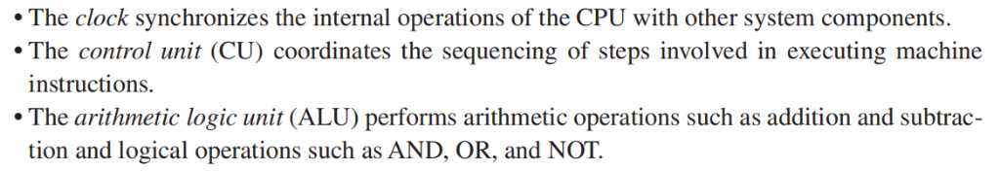 • The clock synchronizes the internal operations of the CPU with other system components.
• The control unit (CU) coordinates the sequencing of steps involved in executing machine
instructions.
• The arithmetic logic unit (ALU) performs arithmetic operations such as addition and subtrac-
tion and logical operations such as AND, OR, and NOT.